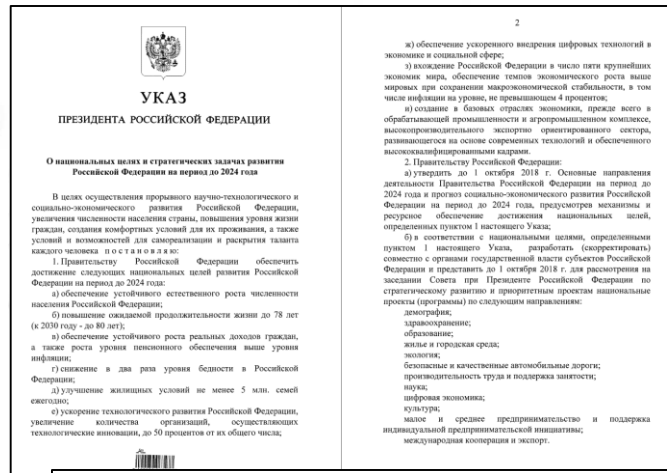 УКАЗ
ПРЕЗИДЕНТА РОССИЙСКОЙ ФЕДЕРАЦИИ
О национальных целях и стратегических задачах развития
Российской Федерации на период до 2024 года
В целях осуществления прорывного научно-технологического и
социально-экономического развития Российской Федерации,
увеличения численности населения страны, повышения уровня жизни
граждан, создания комфортных условий для их проживания, а также
условий и возможностей для самореализации и раскрытия таланта
каждого человека п о с т а н о в л я ю:
1. Правительству Российской Федерации обеспечить
достижение следующих национальных целей развития Российской
Федерации на период до 2024 года:
а) обеспечение устойчивого естественного роста численности
населения Российской Федерации;
б) повышение ожидаемой продолжительности жизни до 78 лет
(к 2030 году - до 80 лет);
в) обеспечение устойчивого роста реальных доходов граждан,
а также роста уровня пенсионного обеспечения выше уровня
инфляции;
г) снижение в два раза уровня бедности в Российской
Федерации;
д) улучшение жилищных условий не менее 5 млн. семей
ежегодно;
е) ускорение технологического развития Российской Федерации,
увеличение количества организаций, осуществляющих
технологические инновации, до 50 процентов от их общего числа;
2
ж) обеспечение ускоренного внедрения цифровых технологий в
экономике и социальной сфере;
з) вхождение Российской Федерации в число пяти крупнейших
экономик мира, обеспечение темпов экономического роста выше
мировых при сохранении макроэкономической стабильности, в том
числе инфляции на уровне, не превышающем 4 процентов;
и) создание в базовых отраслях экономики, прежде всего в
обрабатывающей промышленности и агропромышленном комплексе,
высокопроизводительного экспортно ориентированного сектора,
развивающегося на основе современных технологий и обеспеченного
высококвалифицированными кадрами.
2. Правительству Российской Федерации:
а) утвердить до 1 октября 2018 г. Основные направления
деятельности Правительства Российской Федерации на период до
2024 года и прогноз социально-экономического развития Российской
Федерации на период до 2024 года, предусмотрев механизмы и
ресурсное обеспечение достижения национальных целей,
определенных пунктом 1 настоящего Указа;
б) в соответствии с национальными целями, определенными
пунктом 1 настоящего Указа, разработать (скорректировать)
совместно с органами государственной власти субъектов Российской
Федерации и представить до 1 октября 2018 г. для рассмотрения на
заседании Совета при Президенте Российской Федерации по
стратегическому развитию и приоритетным проектам национальные
проекты (программы) по следующим направлениям:
демография;
здравоохранение;
образование;
жилье и городская среда;
экология;
безопасные и качественные автомобильные дороги;
производительность труда и поддержка занятости;
наука;
цифровая экономика;
культура;
малое и среднее предпринимательство и поддержка
индивидуальной предпринимательской инициативы;
международная кооперация и экспорт.